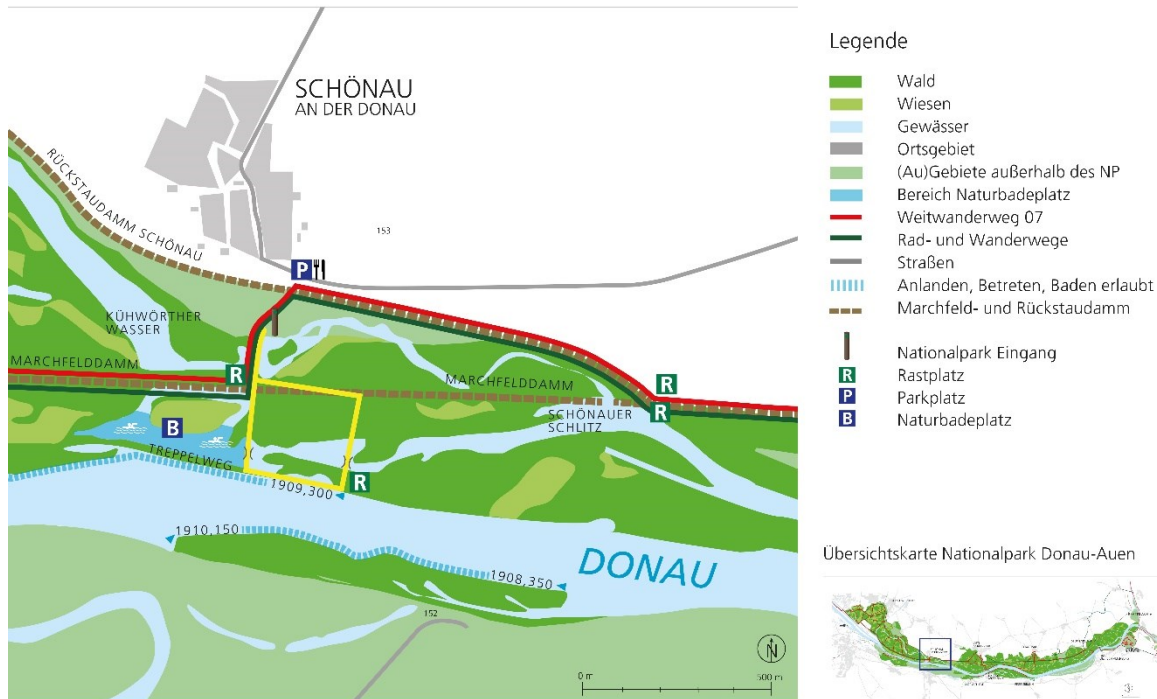 SCHÖNAU
AN DER DONAU
RÜCKSTAUDAMM SCHÖNAU
153
P
KÜHWÖRTHER
WASSER
MARCHFELDDAMM
R
MARCHFELDDAMM
R
R
SCHÖNAUER
SCHLITZ
B
TREPPELWEG
R
1909,300
1910,150
DONAU
1908,350
152
N
0 m
500 m
Legende
Wald
Wiesen
Gewässer
Ortsgebiet
(Au)Gebiete außerhalb des NP
Bereich Naturbadeplatz
Weitwanderweg 07
Rad- und Wanderwege
Straßen
Anlanden, Betreten, Baden erlaubt
Marchfeld- und Rückstaudamm
Nationalpark Eingang
R Rastplatz
P Parkplatz
B Naturbadeplatz
Übersichtskarte Nationalpark Donau-Auen